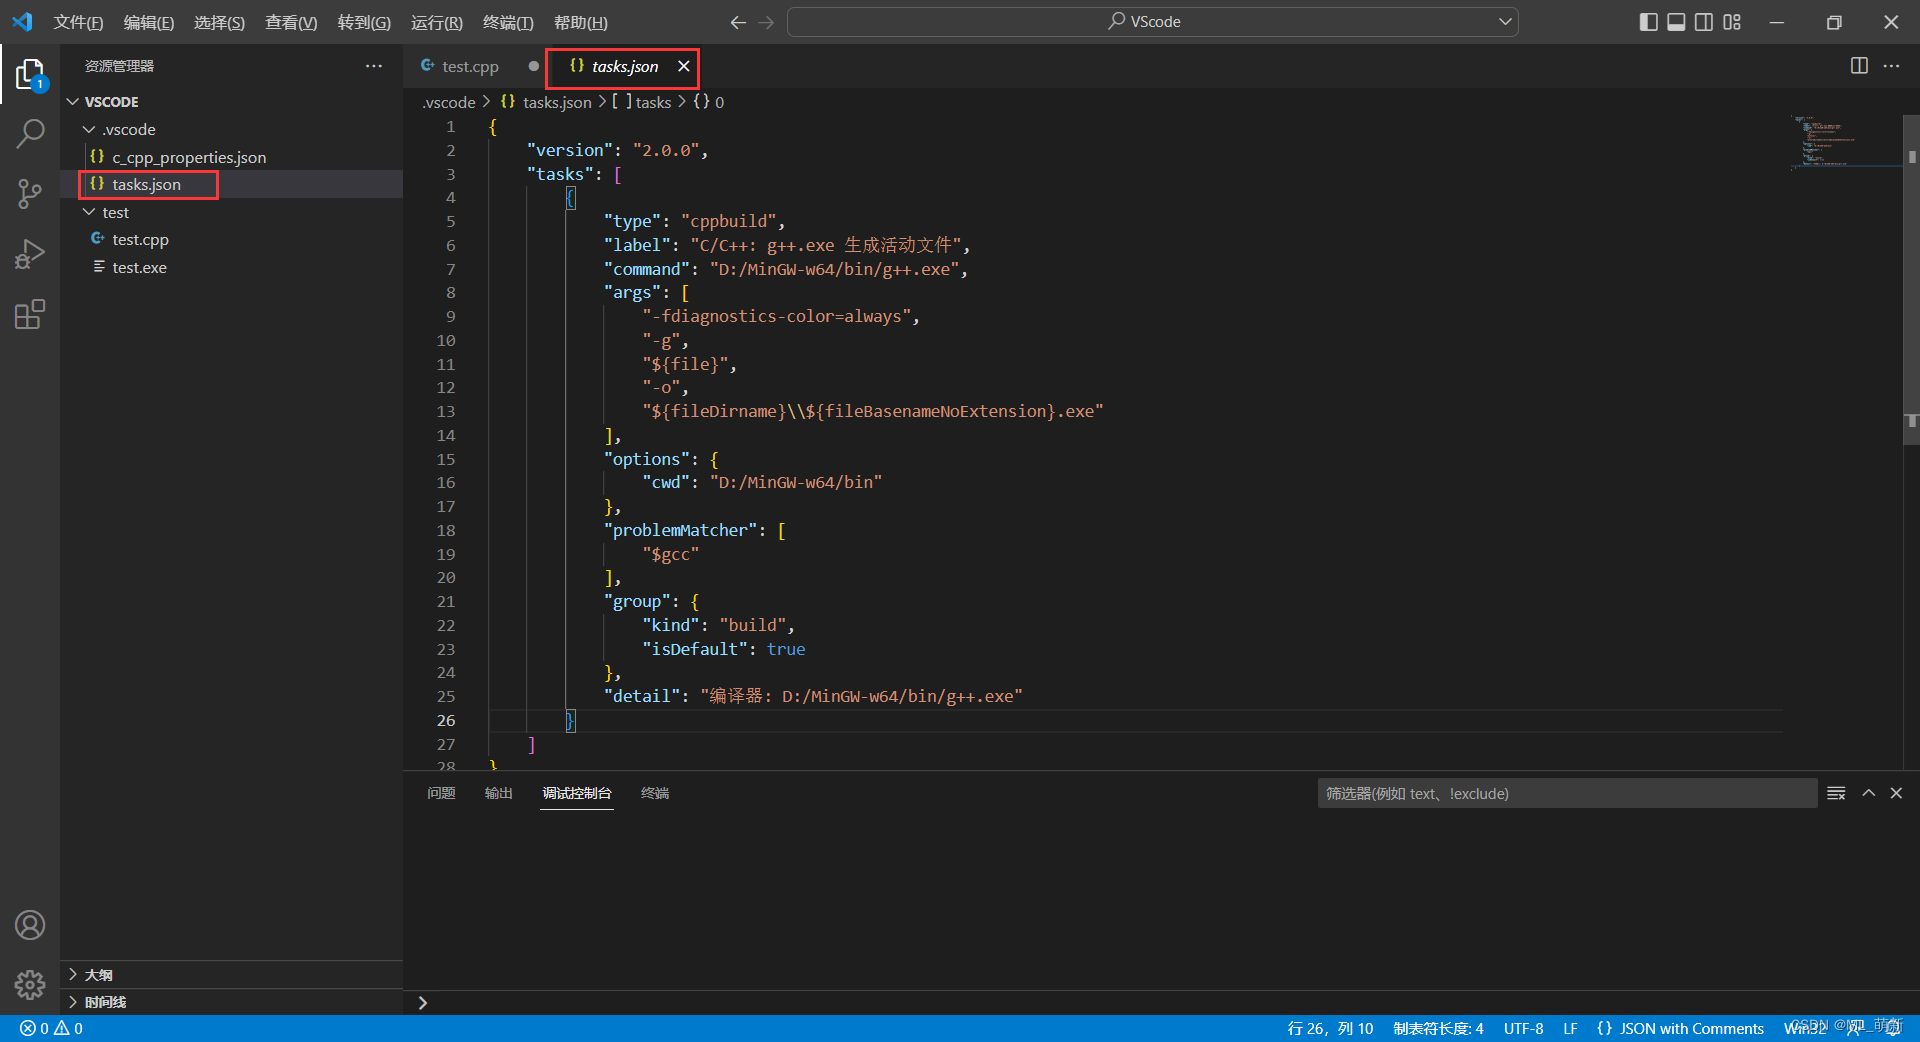 文件(F) 编辑(E) 选择(S) 查看(V) 转到(G) 运行(R) 终端(T) 帮助(H) VScode
资源管理器
VSCODE
.vscode
c_cpp_properties.json
tasks.json
test
test.cpp
test.exe
大纲
时间线
1
test.cpp tasks.json
.vscode > {} tasks.json > [ ] tasks > {} 0
1 {
2 "version": "2.0.0",
3 "tasks": [
4 {
5 "type": "cppbuild",
6 "label": "C/C++: g++.exe 生成活动文件",
7 "command": "D:/MinGW-w64/bin/g++.exe",
8 "args": [
9 "-fdiagnostics-color=always",
10 "-g",
11 "${file}",
12 "-o",
13 "${fileDirname}\\${fileBasenameNoExtension}.exe"
14 ],
15 "options": {
16 "cwd": "D:/MinGW-w64/bin"
17 },
18 "problemMatcher": [
19 "$gcc"
20 ],
21 "group": {
22 "kind": "build",
23 "isDefault": true
24 },
25 "detail": "编译器: D:/MinGW-w64/bin/g++.exe"
26 }
27 ]
28 }
问题 输出 调试控制台 终端 筛选器(例如 text、!exclude)
0 0 行 26，列 10 制表符长度: 4 UTF-8 LF {} JSON with Comments Win32